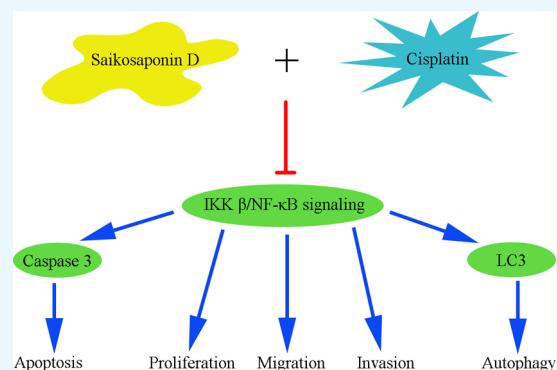 Saikosaponin D
+
Cisplatin
IKK β/NF-κB signaling
Caspase 3
LC3
Apoptosis
Proliferation
Migration
Invasion
Autophagy